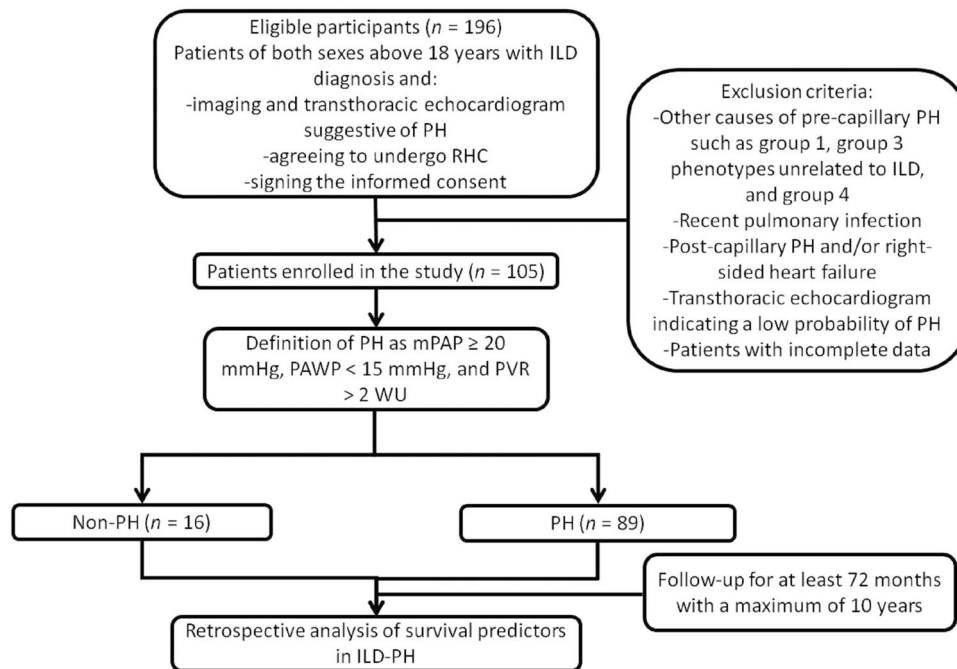 Eligible participants (n = 196)
Patients of both sexes above 18 years with ILD
diagnosis and:
-imaging and transthoracic echocardiogram
suggestive of PH
-agreeing to undergo RHC
-signing the informed consent
Exclusion criteria:
-Other causes of pre-capillary PH
such as group 1, group 3
phenotypes unrelated to ILD,
and group 4
-Recent pulmonary infection
-Post-capillary PH and/or right-
sided heart failure
-Transthoracic echocardiogram
indicating a low probability of PH
-Patients with incomplete data
Patients enrolled in the study (n = 105)
Definition of PH as mPAP ≥ 20
mmHg, PAWP < 15 mmHg, and PVR
> 2 WU
Non-PH (n = 16)
PH (n = 89)
Follow-up for at least 72 months
with a maximum of 10 years
Retrospective analysis of survival predictors
in ILD-PH